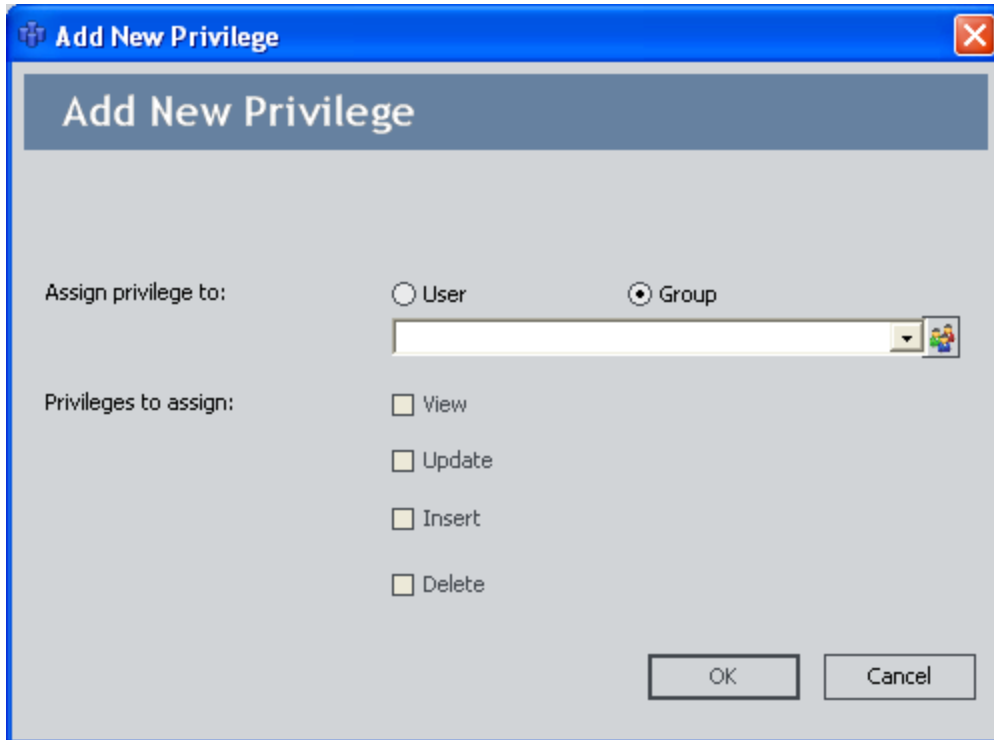 Add New Privilege
Add New Privilege
Assign privilege to:
User
Group
Privileges to assign:
View
Update
Insert
Delete
OK
Cancel